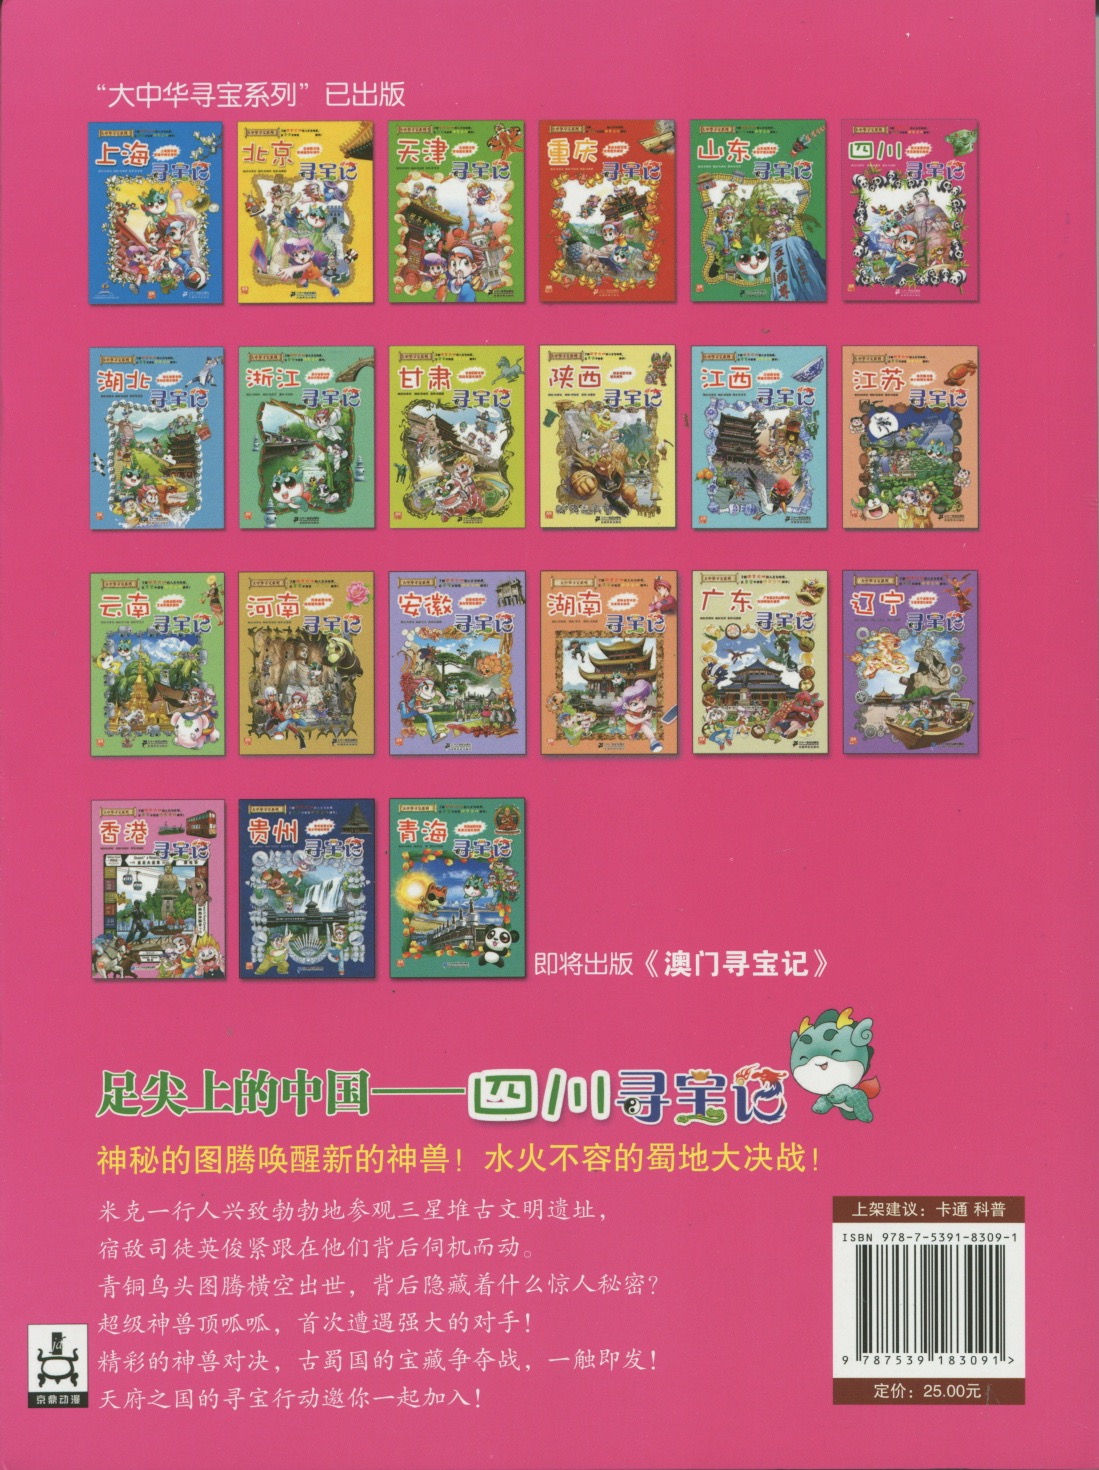 “大中华寻宝系列”已出版
上海
寻宝记
北京
寻宝记
天津
寻宝记
重庆
寻宝记
山东
寻宝记
四川
寻宝记
湖北
寻宝记
浙江
寻宝记
甘肃
寻宝记
陕西
寻宝记
江西
寻宝记
江苏
寻宝记
云南
寻宝记
河南
寻宝记
安徽
寻宝记
湖南
寻宝记
广东
寻宝记
辽宁
寻宝记
香港
寻宝记
贵州
寻宝记
青海
寻宝记
即将出版《澳门寻宝记》
足尖上的中国——四川寻宝记
神秘的图腾唤醒新的神兽！水火不容的蜀地大决战！
米克一行人兴致勃勃地参观三星堆古文明遗址，
宿敌司徒英俊紧跟在他们背后伺机而动。
青铜鸟头图腾横空出世，背后隐藏着什么惊人秘密？
超级神兽顶呱呱，首次遭遇强大的对手！
精彩的神兽对决，古蜀国的宝藏争夺战，一触即发！
天府之国的寻宝行动邀你一起加入！
京鼎动漫
上架建议：卡通 科普
ISBN 978-7-5391-8309-1
9 787539 183091 >
定价：25.00元